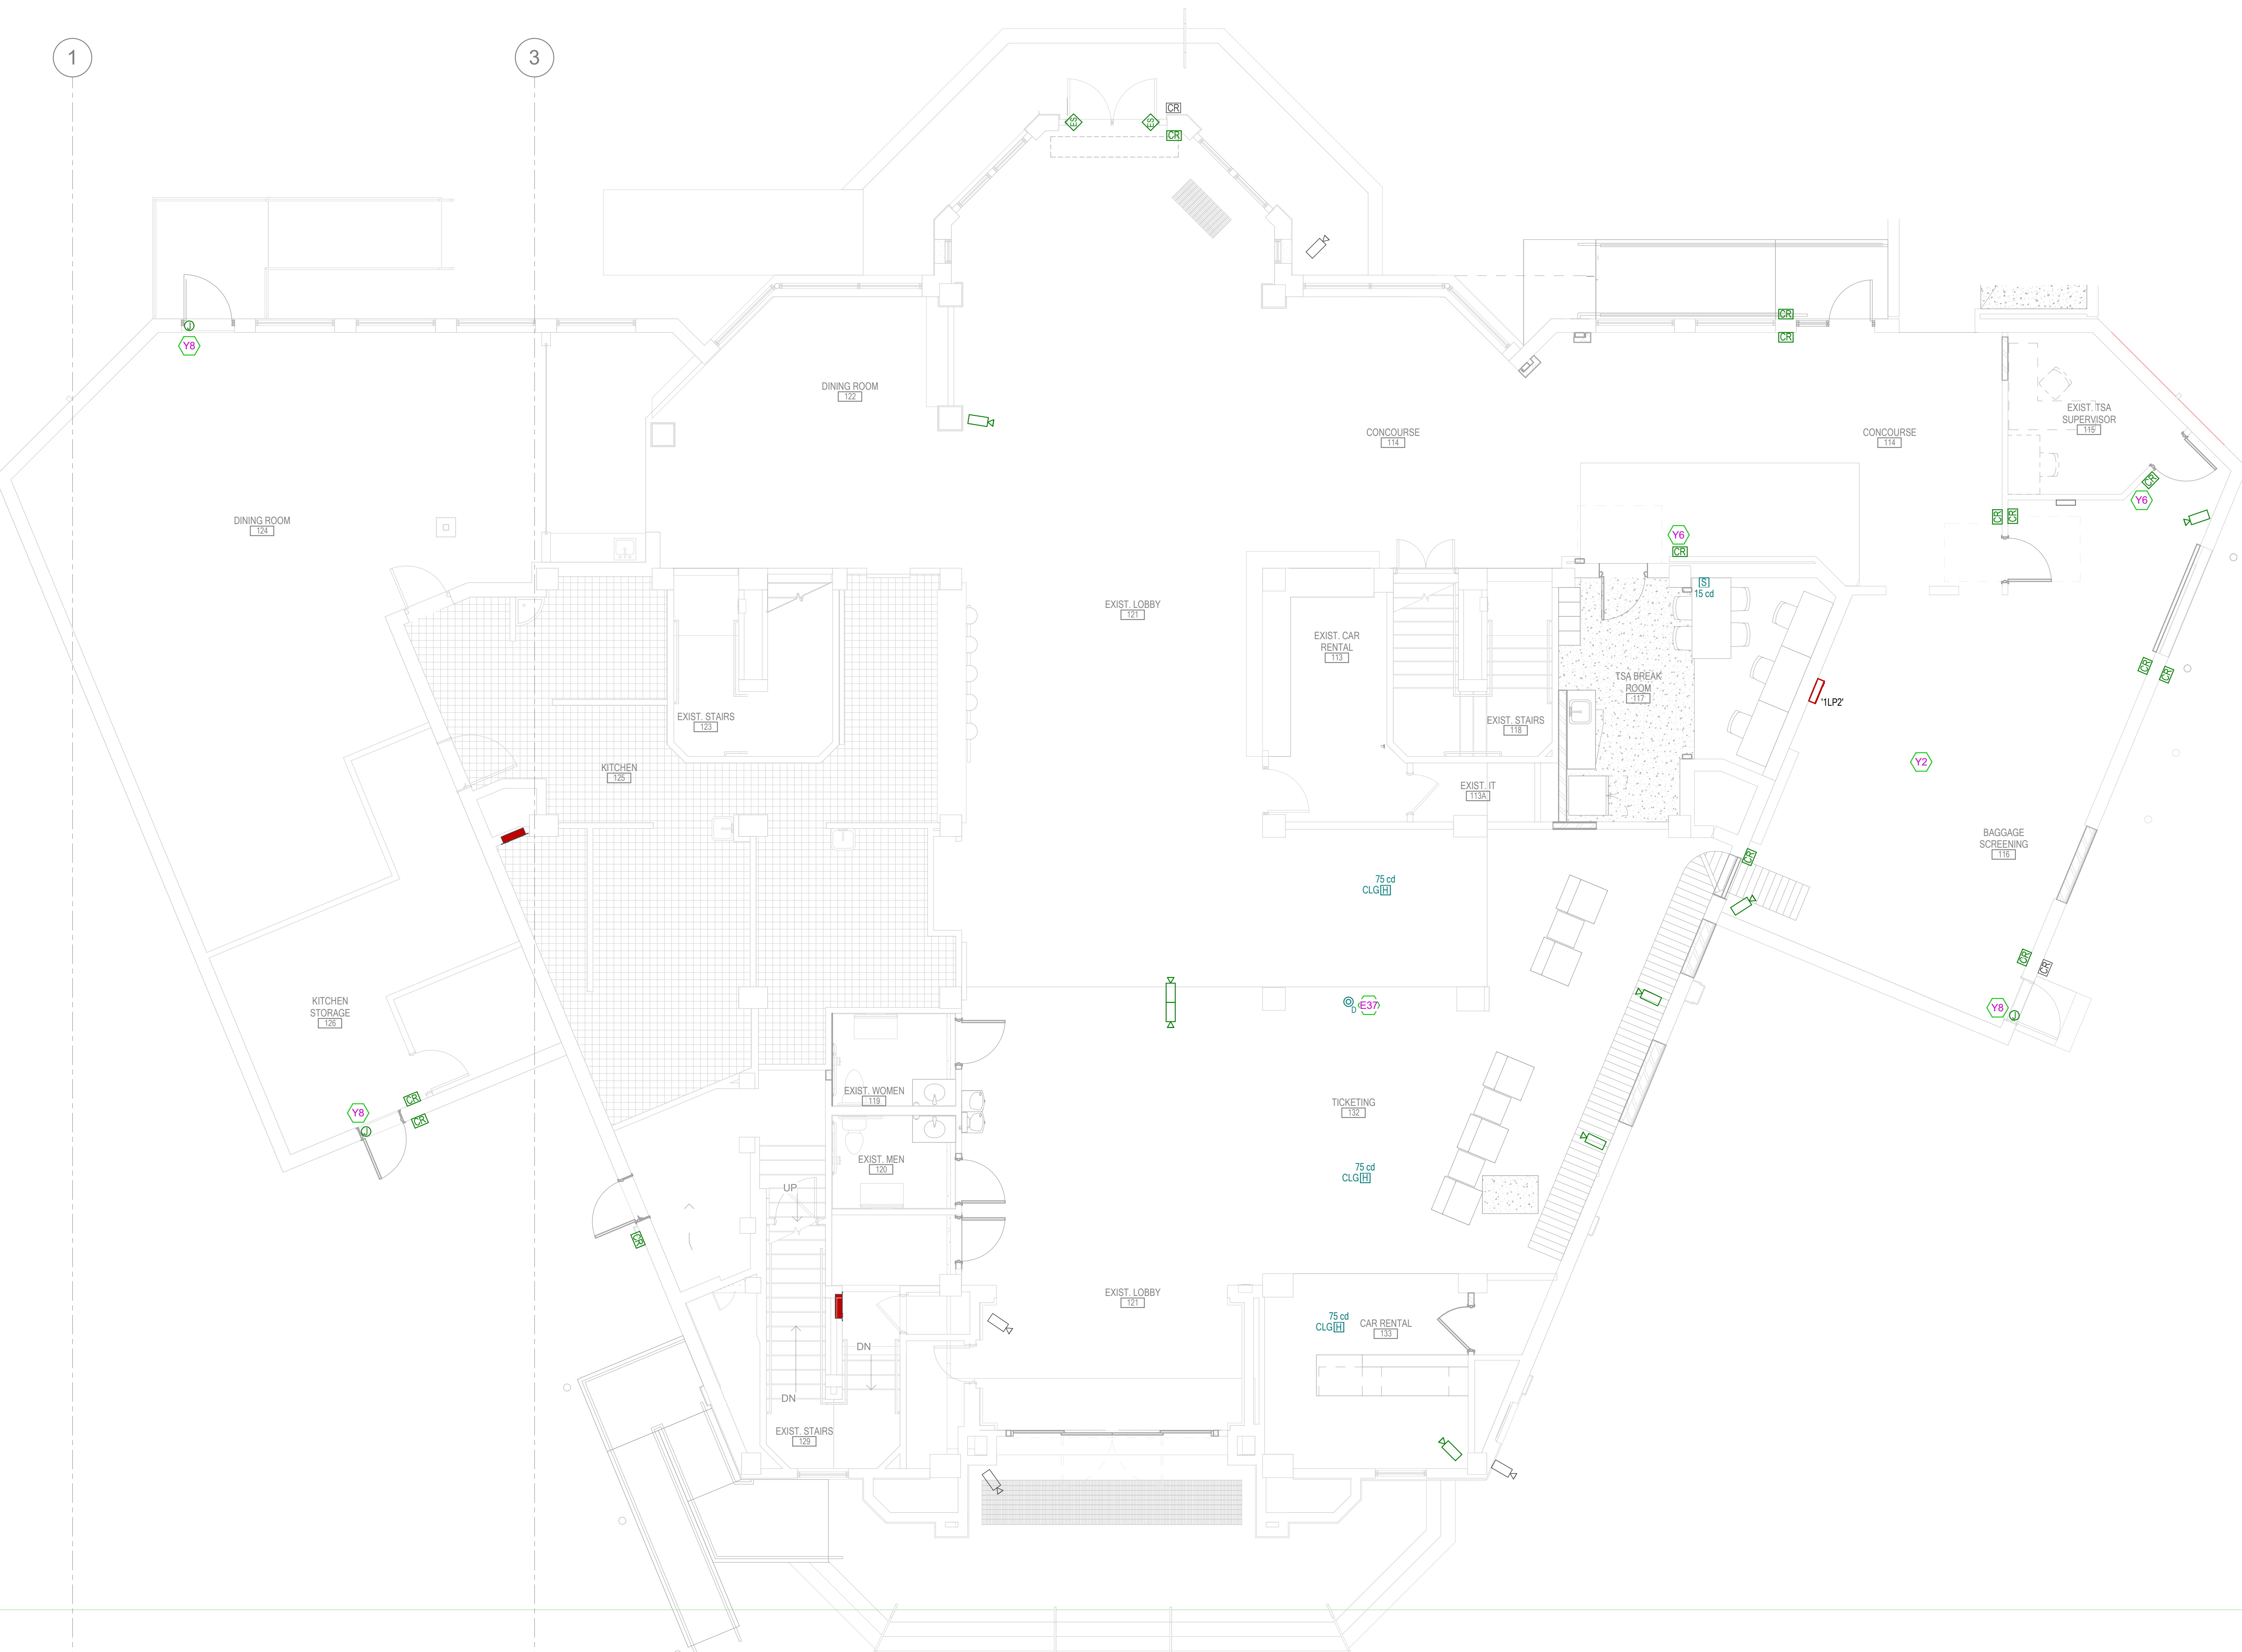 1
3
CR
ES
ES
CR
J
Y8
CR
CR
DINING ROOM
122
CONCOURSE
114
CONCOURSE
114
EXIST. TSA
SUPERVISOR
115
CR
Y6
DINING ROOM
124
CR
CR
Y6
CR
S
15 cd
EXIST. LOBBY
121
EXIST. CAR
RENTAL
113
TSA BREAK
ROOM
117
CR
CR
'1LP2'
EXIST. STAIRS
123
EXIST. STAIRS
118
KITCHEN
125
Y2
EXIST. IT
113A
BAGGAGE
SCREENING
116
CR
75 cd
CLG H
CR
CR
KITCHEN
STORAGE
126
D
E37
Y8
J
EXIST. WOMEN
119
TICKETING
132
CR
Y8
CR
J
EXIST. MEN
120
75 cd
CLG H
UP
CR
EXIST. LOBBY
121
75 cd
CLG H
CAR RENTAL
133
DN
DN
EXIST. STAIRS
129